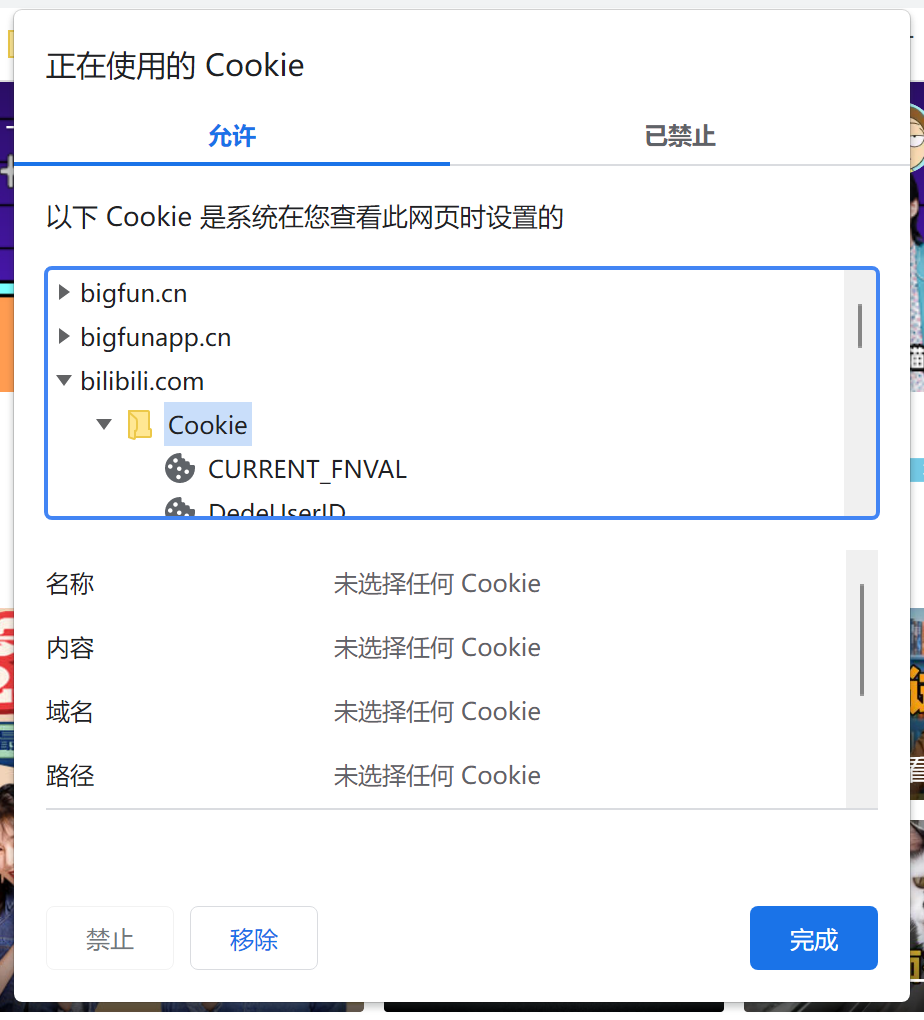 正在使用的 Cookie
允许
已禁止
以下 Cookie 是系统在您查看此网页时设置的
bigfun.cn
bigfunapp.cn
bilibili.com
Cookie
CURRENT_FNVAL
DedeUserID
名称 未选择任何 Cookie
内容 未选择任何 Cookie
域名 未选择任何 Cookie
路径 未选择任何 Cookie
禁止
移除
完成